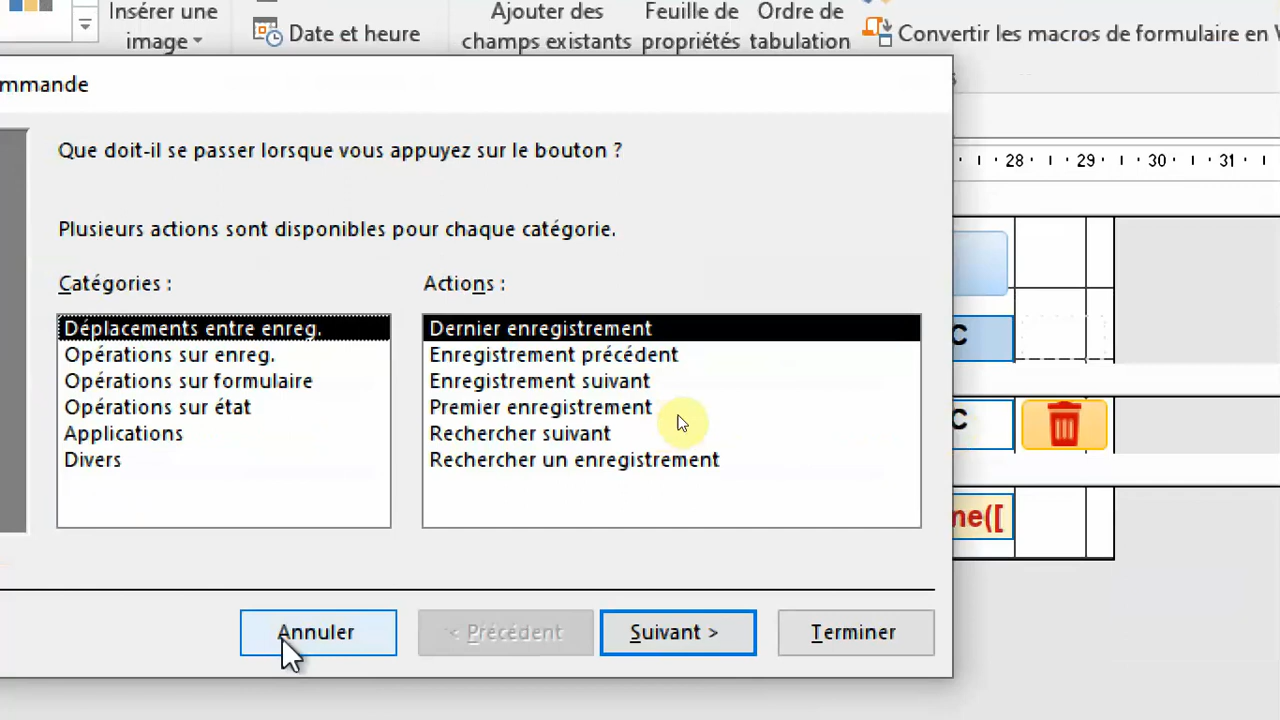 Insérer une
image
Date et heure
Ajouter des
champs existants
Feuille de
propriétés
Ordre de
tabulation
Convertir les macros de formulaire en
mmande
Que doit-il se passer lorsque vous appuyez sur le bouton ?
Plusieurs actions sont disponibles pour chaque catégorie.
Catégories :
Actions :
Déplacements entre enreg.
Opérations sur enreg.
Opérations sur formulaire
Opérations sur état
Applications
Divers
Dernier enregistrement
Enregistrement précédent
Enregistrement suivant
Premier enregistrement
Rechercher suivant
Rechercher un enregistrement
Annuler
< Précédent
Suivant >
Terminer
28 29 30 31
C
C
me([